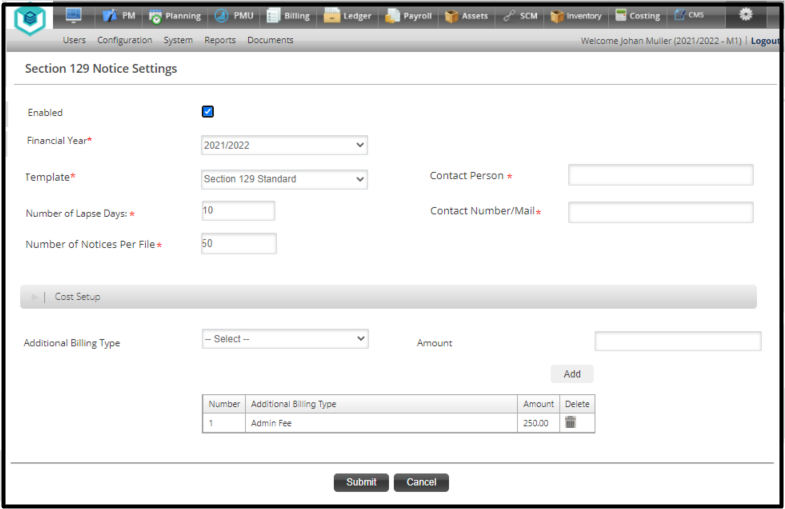 PM Planning PMU Billing Ledger Payroll Assets SCM Inventory Costing CMS
Users Configuration System Reports Documents Welcome Johan Muller (2021/2022 - M1) | Logout
Section 129 Notice Settings
Enabled
Financial Year* 2021/2022
Template* Section 129 Standard Contact Person *
Number of Lapse Days: * 10 Contact Number/Mail*
Number of Notices Per File* 50
| Cost Setup
Additional Billing Type -- Select -- Amount
Add
Number Additional Billing Type Amount Delete
1 Admin Fee 250.00
Submit Cancel